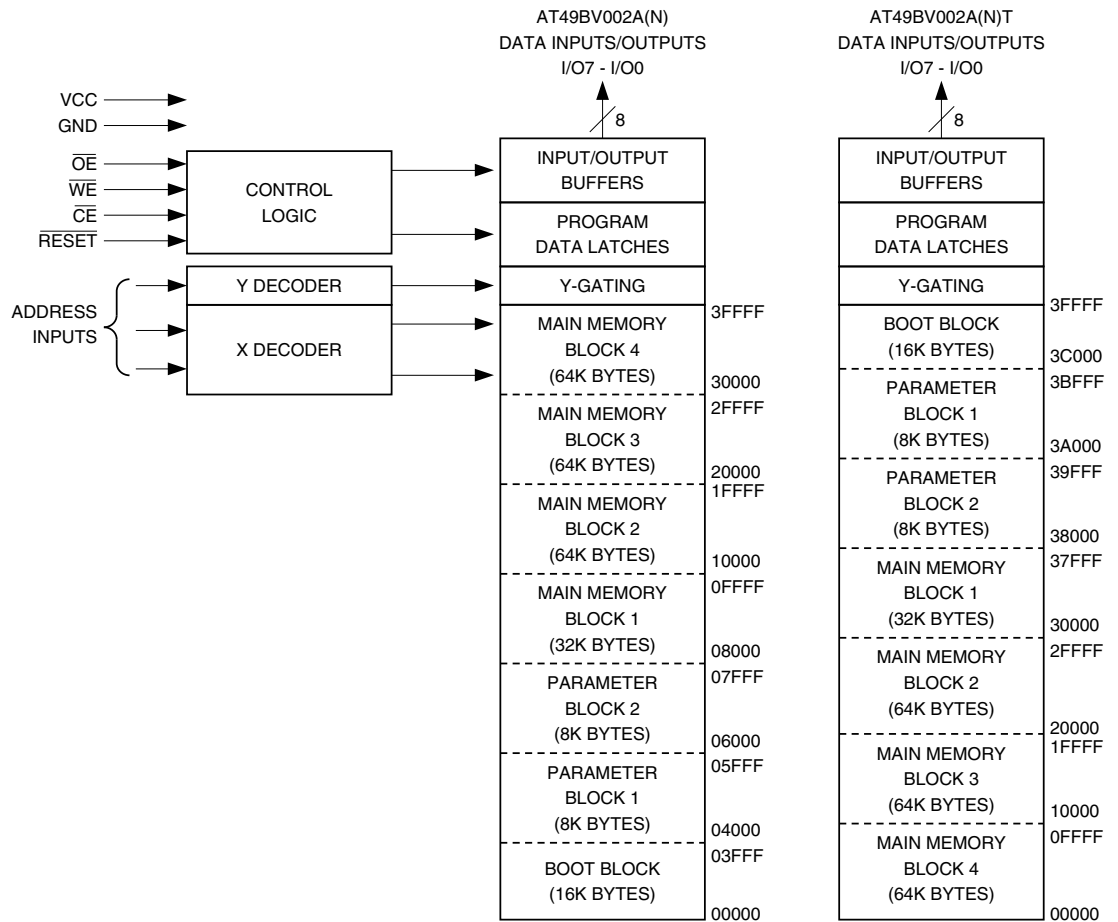 AT49BV002A(N)
DATA INPUTS/OUTPUTS
I/O7 - I/O0
8
AT49BV002A(N)T
DATA INPUTS/OUTPUTS
I/O7 - I/O0
8
VCC
GND
OE
WE
CE
RESET
ADDRESS
INPUTS
CONTROL
LOGIC
Y DECODER
X DECODER
INPUT/OUTPUT
BUFFERS
PROGRAM
DATA LATCHES
Y-GATING
3FFFF
MAIN MEMORY
BLOCK 4
(64K BYTES)
30000
2FFFF
MAIN MEMORY
BLOCK 3
(64K BYTES)
20000
1FFFF
MAIN MEMORY
BLOCK 2
(64K BYTES)
10000
0FFFF
MAIN MEMORY
BLOCK 1
(32K BYTES)
08000
07FFF
PARAMETER
BLOCK 2
(8K BYTES)
06000
05FFF
PARAMETER
BLOCK 1
(8K BYTES)
04000
03FFF
BOOT BLOCK
(16K BYTES)
00000
INPUT/OUTPUT
BUFFERS
PROGRAM
DATA LATCHES
Y-GATING
3FFFF
BOOT BLOCK
(16K BYTES)
3C000
3BFFF
PARAMETER
BLOCK 1
(8K BYTES)
3A000
39FFF
PARAMETER
BLOCK 2
(8K BYTES)
38000
37FFF
MAIN MEMORY
BLOCK 1
(32K BYTES)
30000
2FFFF
MAIN MEMORY
BLOCK 2
(64K BYTES)
20000
1FFFF
MAIN MEMORY
BLOCK 3
(64K BYTES)
10000
0FFFF
MAIN MEMORY
BLOCK 4
(64K BYTES)
00000